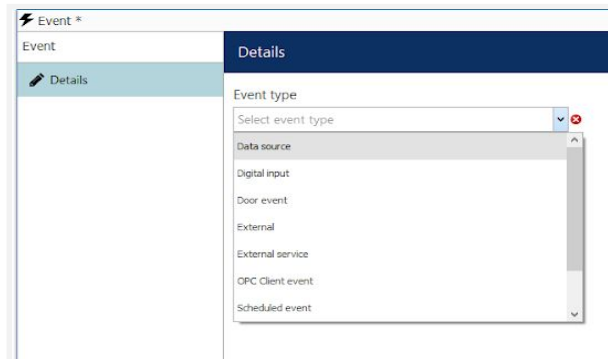 Event *
Event
Details
Details
Event type
Select event type
Data source
Digital input
Door event
External
External service
OPC Client event
Scheduled event